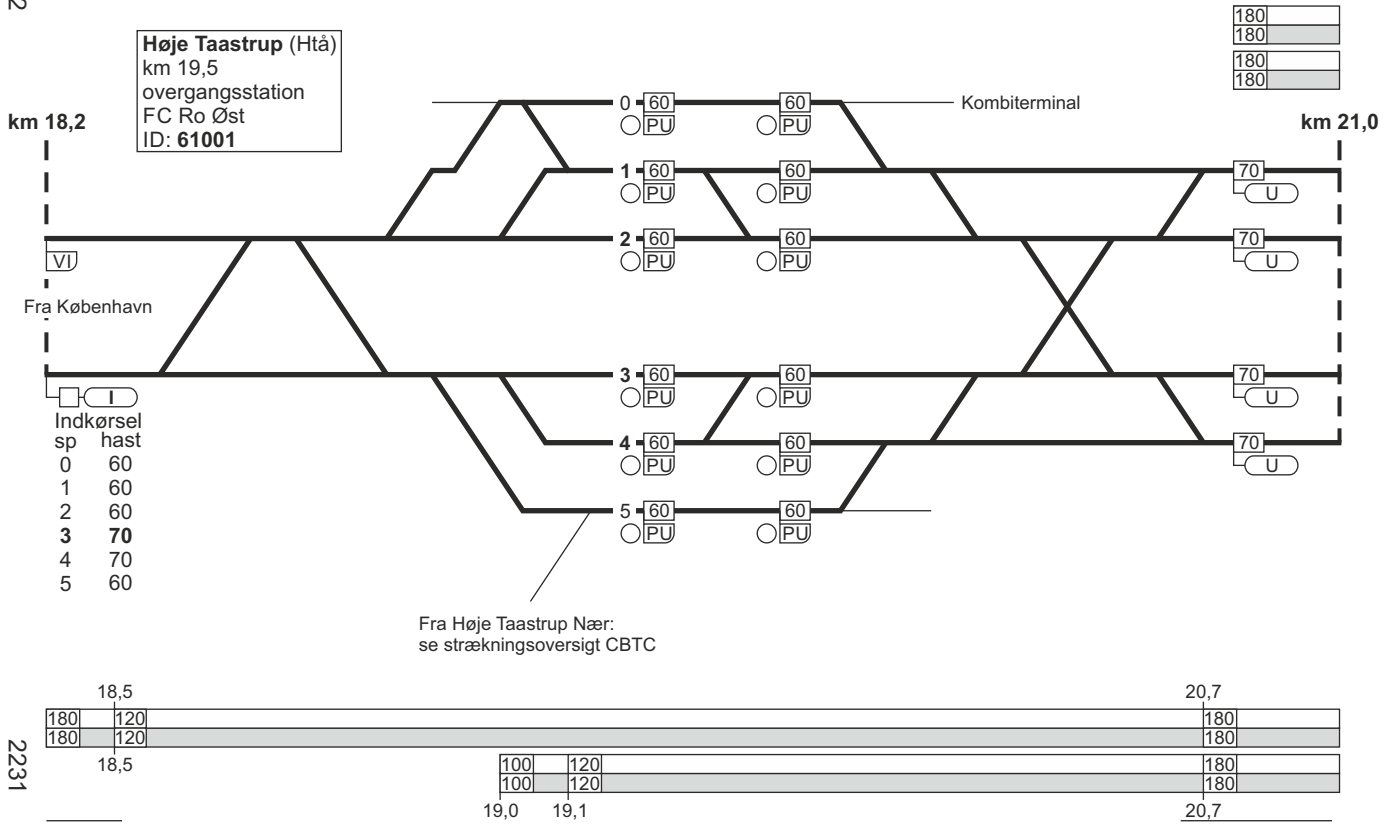 2
180
180
180
180
Høje Taastrup (Htå)
km 19,5
overgangsstation
FC Ro Øst
ID: 61001
km 18,2
km 21,0
0 60 60 Kombiterminal
PU PU
1 60 60 70
PU PU U
2 60 60 70
VI PU PU U
Fra København
3 60 60 70
I PU PU U
Indkørsel
sp hast
0 60
1 60
2 60
3 70
4 70
5 60
4 60 60 70
PU PU U
5 60 60
PU PU
Fra Høje Taastrup Nær:
se strækningsoversigt CBTC
18,5 20,7
180 120 180
180 120 180
18,5
100 120 180
100 120 180
19,0 19,1 20,7
2231